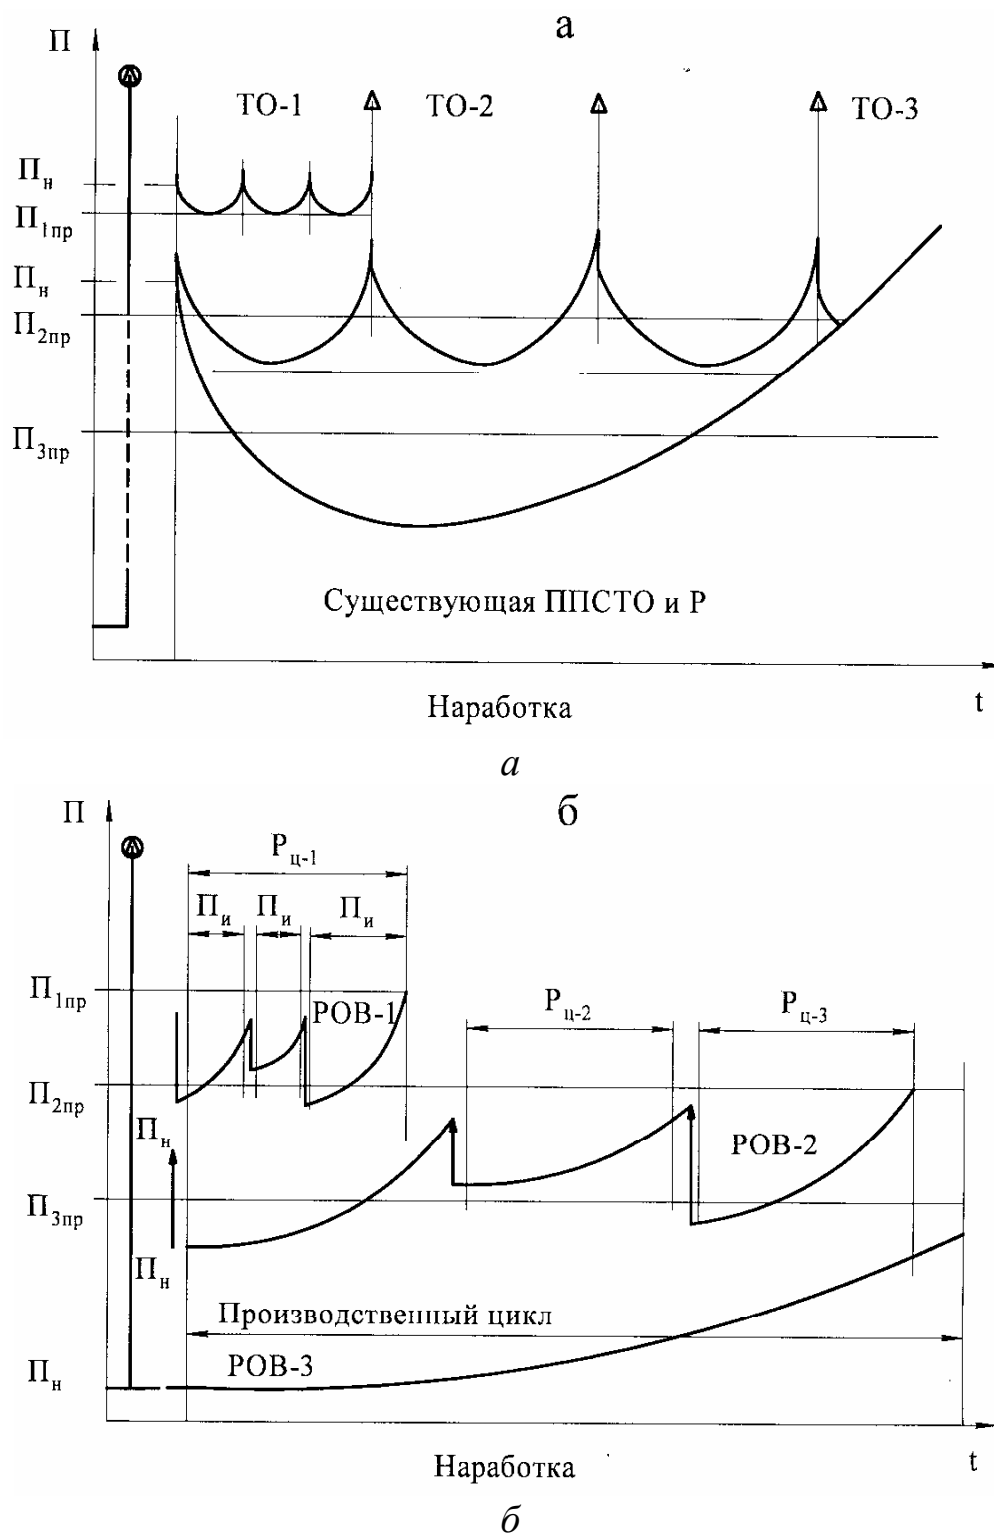 а
П
ТО-1 ТО-2 ТО-3
Пн
П1пр
Пн
П2пр
П3пр
Существующая ППСТО и Р
Наработка t
а
б
П
Рц-1
Пи Пи Пи
П1пр
РОВ-1 Рц-2 Рц-3
П2пр
Пн
РОВ-2
П3пр
Пн
Производственный цикл
РОВ-3
Пн
Наработка t
б